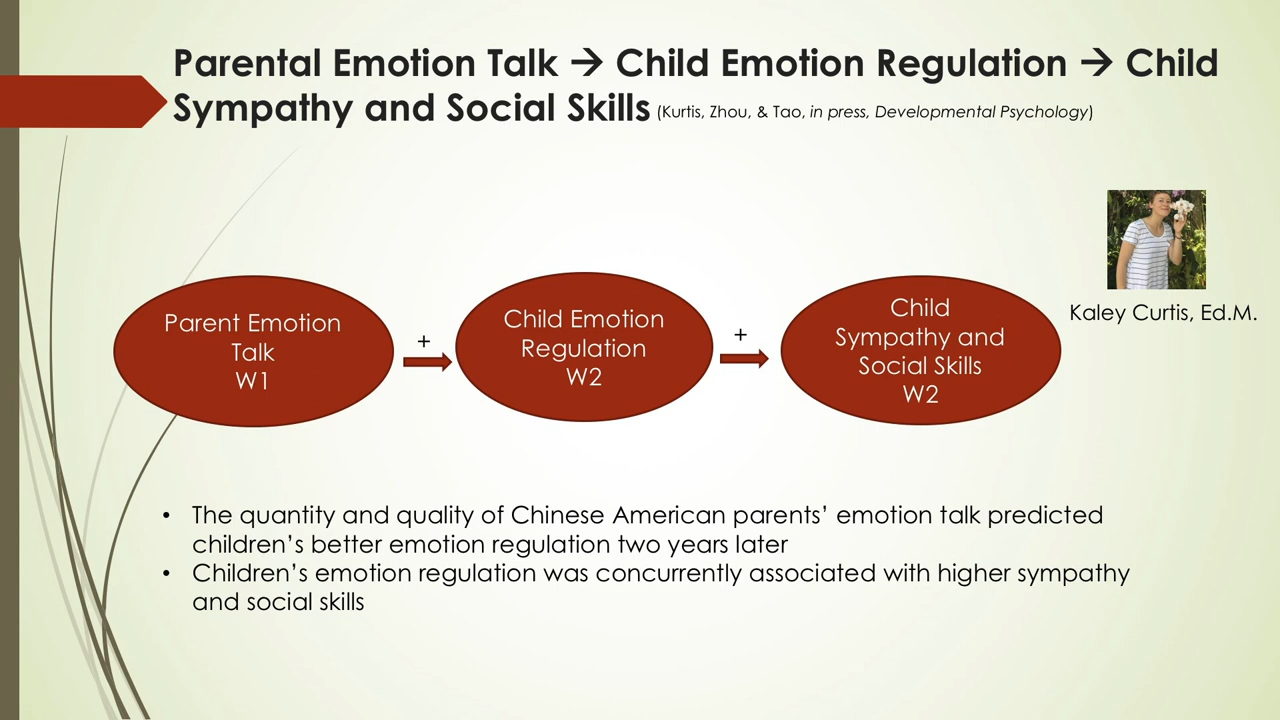 Parental Emotion Talk → Child Emotion Regulation → Child
Sympathy and Social Skills (Kurtis, Zhou, & Tao, in press, Developmental Psychology)
Kaley Curtis, Ed.M.
Parent Emotion
Talk
W1
+
Child Emotion
Regulation
W2
+
Child
Sympathy and
Social Skills
W2
• The quantity and quality of Chinese American parents’ emotion talk predicted
children’s better emotion regulation two years later
• Children’s emotion regulation was concurrently associated with higher sympathy
and social skills